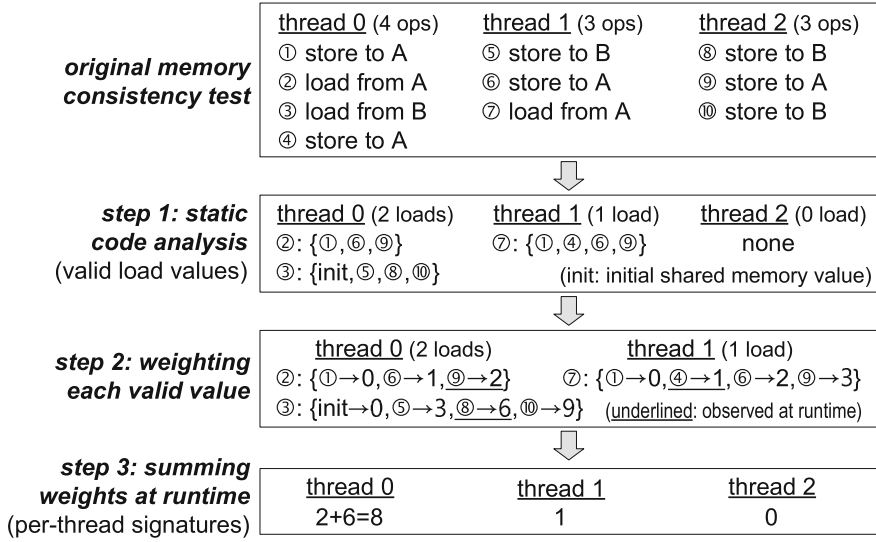 original memory
consistency test
thread 0 (4 ops)
① store to A
② load from A
③ load from B
④ store to A
thread 1 (3 ops)
⑤ store to B
⑥ store to A
⑦ load from A
thread 2 (3 ops)
⑧ store to B
⑨ store to A
⑩ store to B
step 1: static
code analysis
(valid load values)
thread 0 (2 loads)
②: {①,⑥,⑨}
③: {init,⑤,⑧,⑩}
thread 1 (1 load)
⑦: {①,④,⑥,⑨}
thread 2 (0 load)
none
(init: initial shared memory value)
step 2: weighting
each valid value
thread 0 (2 loads)
②: {①→0,⑥→1,⑨→2}
③: {init→0,⑤→3,⑧→6,⑩→9}
thread 1 (1 load)
⑦: {①→0,④→1,⑥→2,⑨→3}
(underlined: observed at runtime)
step 3: summing
weights at runtime
(per-thread signatures)
thread 0
2+6=8
thread 1
1
thread 2
0